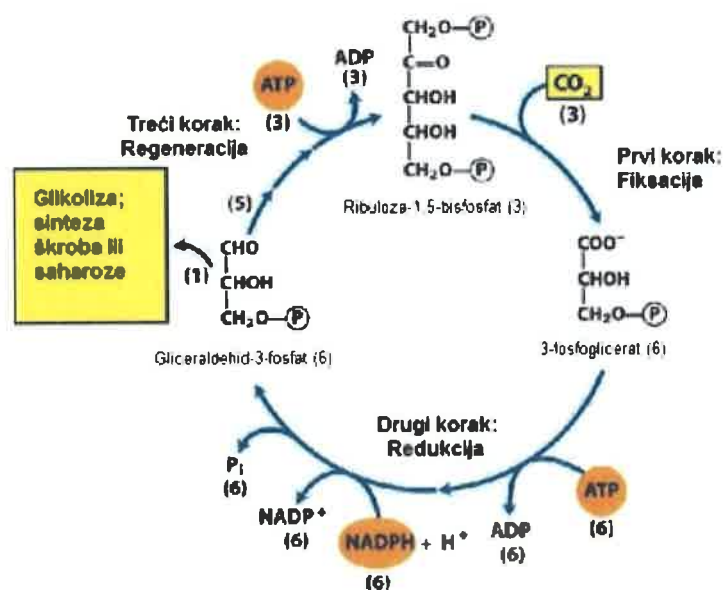 CH₂O—P
C=O
CHOH
CHOH
CH₂O—P
Ribuloza-1,5-bisfosfat (3)
ADP
(3)
ATP
(3)
CO₂
(3)
Treći korak:
Regeneracija
Prvi korak:
Fiksacija
Glikoliza;
sinteza
škroba ili
saharoze
(5)
(1)
CHO
CHOH
CH₂O—P
Gliceraldehid-3-fosfat (6)
COO⁻
CHOH
CH₂O—P
3-fosfoglicerat (6)
Drugi korak:
Redukcija
Pi
(6)
NADP⁺
(6)
NADPH + H⁺
(6)
ADP
(6)
ATP
(6)